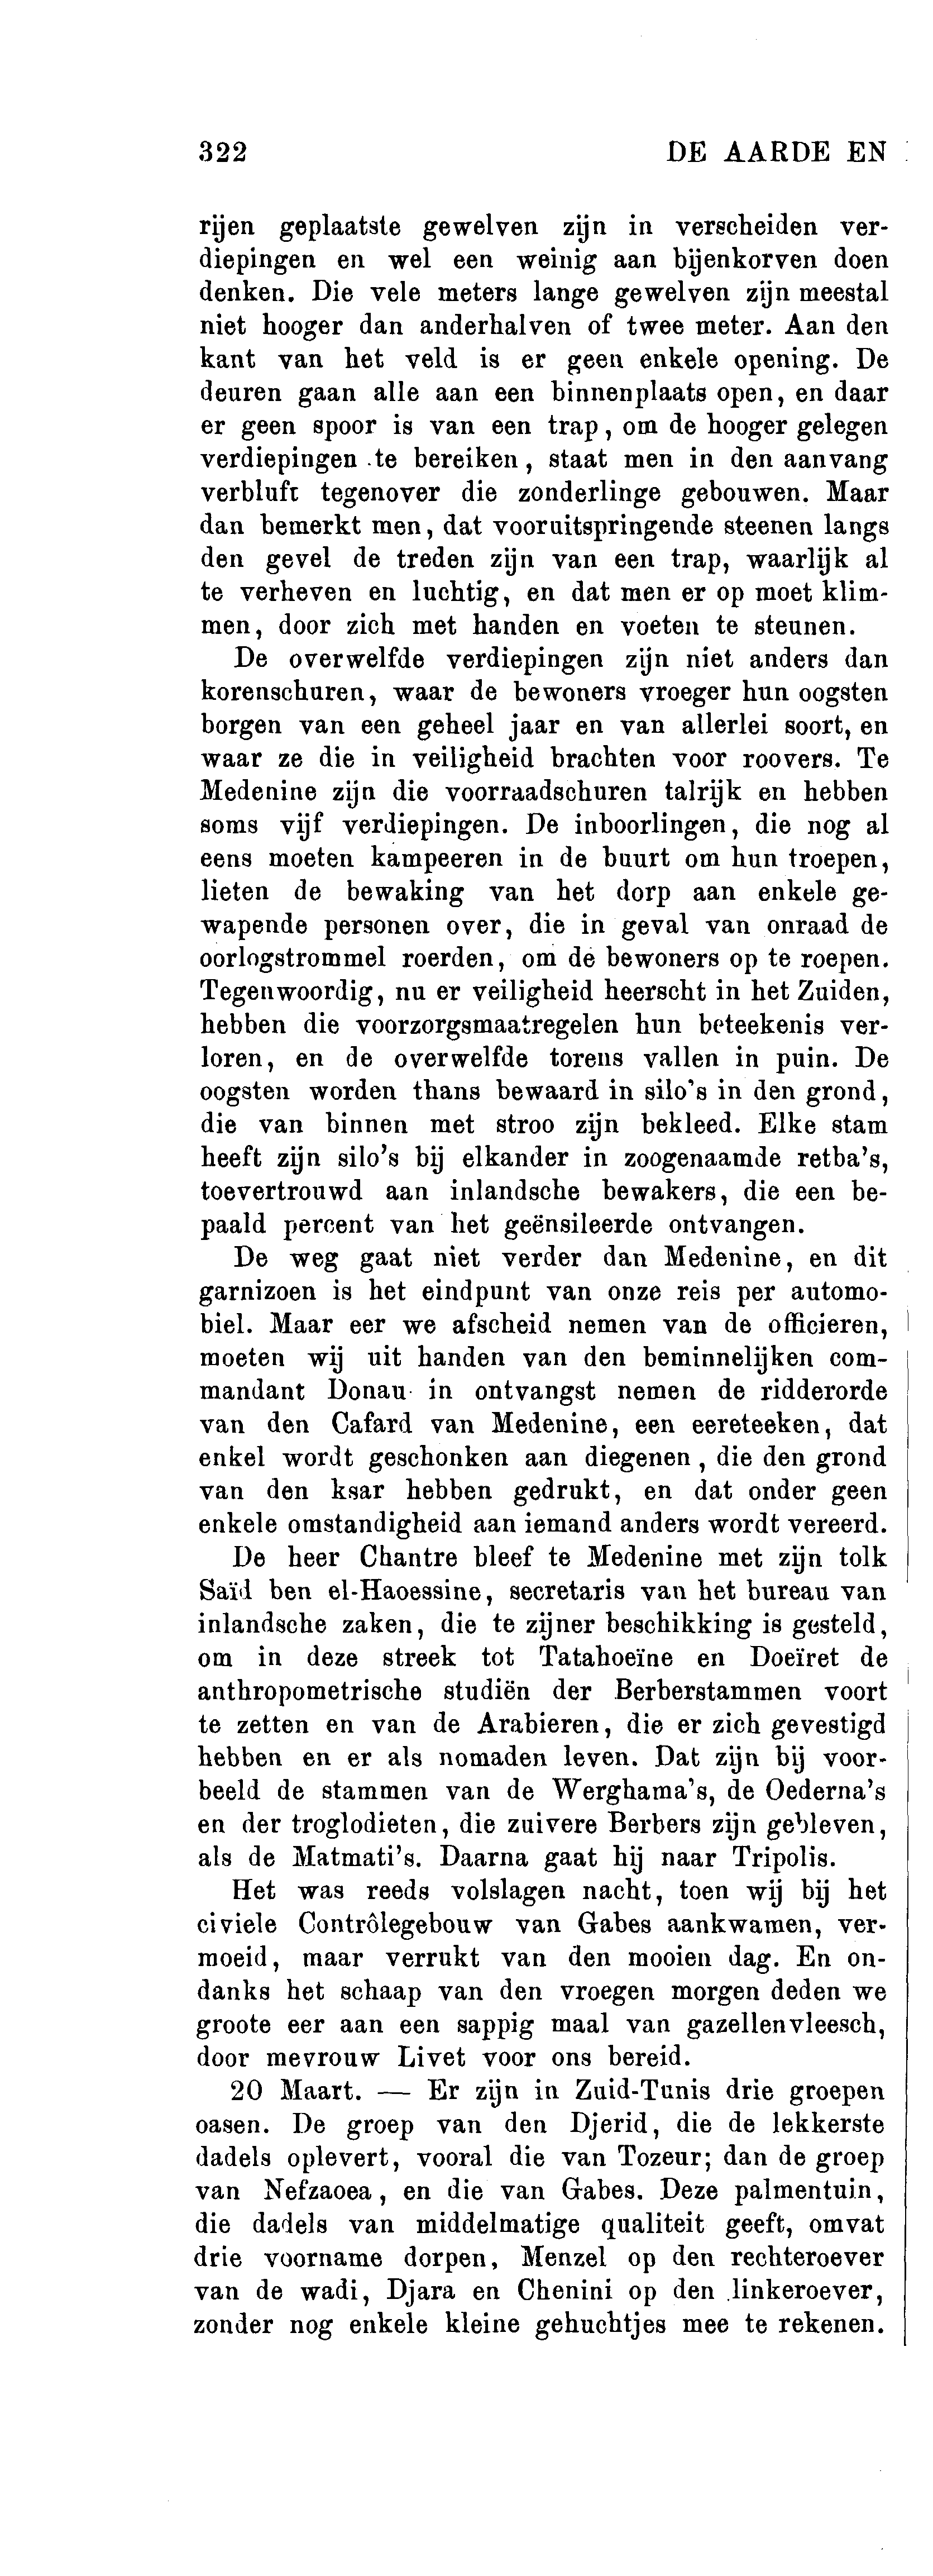 322 DE AARDE EN
rijen geplaatste gewelven zijn in verscheiden ver-
diepingen en wel een weinig aan bijenkorven doen
denken. Die vele meters lange gewelven zijn meestal
niet hooger dan anderhalven of twee meter. Aan den
kant van het veld is er geen enkele opening. De
deuren gaan alle aan een binnenplaats open, en daar
er geen spoor is van een trap, om de hooger gelegen
verdiepingen te bereiken, staat men in den aanvang
verbluft tegenover die zonderlinge gebouwen. Maar
dan bemerkt men, dat vooruitspringende steenen langs
den gevel de treden zijn van een trap, waarlijk al
te verheven en luchtig, en dat men er op moet klim-
men, door zich met handen en voeten te steunen.
De overwelfde verdiepingen zijn niet anders dan
korenschuren, waar de bewoners vroeger hun oogsten
borgen van een geheel jaar en van allerlei soort, en
waar ze die in veiligheid brachten voor roovers. Te
Medenine zijn die voorraadschuren talrijk en hebben
soms vijf verdiepingen. De inboorlingen, die nog al
eens moeten kampeeren in de buurt om hun troepen,
lieten de bewaking van het dorp aan enkele ge-
wapende personen over, die in geval van onraad de
oorlogstrommel roerden, om de bewoners op te roepen.
Tegenwoordig, nu er veiligheid heerscht in het Zuiden,
hebben die voorzorgsmaatregelen hun beteekenis ver-
loren, en de overwelfde torens vallen in puin. De
oogsten worden thans bewaard in silo's in den grond,
die van binnen met stroo zijn bekleed. Elke stam
heeft zijn silo's bij elkander in zoogenaamde retba's,
toevertrouwd aan inlandsche bewakers, die een be-
paald percent van het geënsileerde ontvangen.
De weg gaat niet verder dan Medenine, en dit
garnizoen is het eindpunt van onze reis per automo-
biel. Maar eer we afscheid nemen van de officieren,
moeten wij uit handen van den beminnelijken com-
mandant Donau in ontvangst nemen de ridderorde
van den Cafard van Medenine, een eereteeken, dat
enkel wordt geschonken aan diegenen, die den grond
van den ksar hebben gedrukt, en dat onder geen
enkele omstandigheid aan iemand anders wordt vereerd.
De heer Chantre bleef te Medenine met zijn tolk
Saïd ben el-Haoessine, secretaris van het bureau van
inlandsche zaken, die te zijner beschikking is gesteld,
om in deze streek tot Tatahoeïne en Doeïret de
anthropometrische studiën der Berberstammen voort
te zetten en van de Arabieren, die er zich gevestigd
hebben en er als nomaden leven. Dat zijn bij voor-
beeld de stammen van de Werghama's, de Oederna's
en der troglodieten, die zuivere Berbers zijn gebleven,
als de Matmati's. Daarna gaat hij naar Tripolis.
Het was reeds volslagen nacht, toen wij bij het
civiele Contrôlegebouw van Gabes aankwamen, ver-
moeid, maar verrukt van den mooien dag. En on-
danks het schaap van den vroegen morgen deden we
groote eer aan een sappig maal van gazellenvleesch,
door mevrouw Livet voor ons bereid.
20 Maart. — Er zijn in Zuid-Tunis drie groepen
oasen. De groep van den Djerid, die de lekkerste
dadels oplevert, vooral die van Tozeur; dan de groep
van Nefzaoea, en die van Gabes. Deze palmentuin,
die dadels van middelmatige qualiteit geeft, omvat
drie voorname dorpen, Menzel op den rechteroever
van de wadi, Djara en Chenini op den linkeroever,
zonder nog enkele kleine gehuchtjes mee te rekenen.